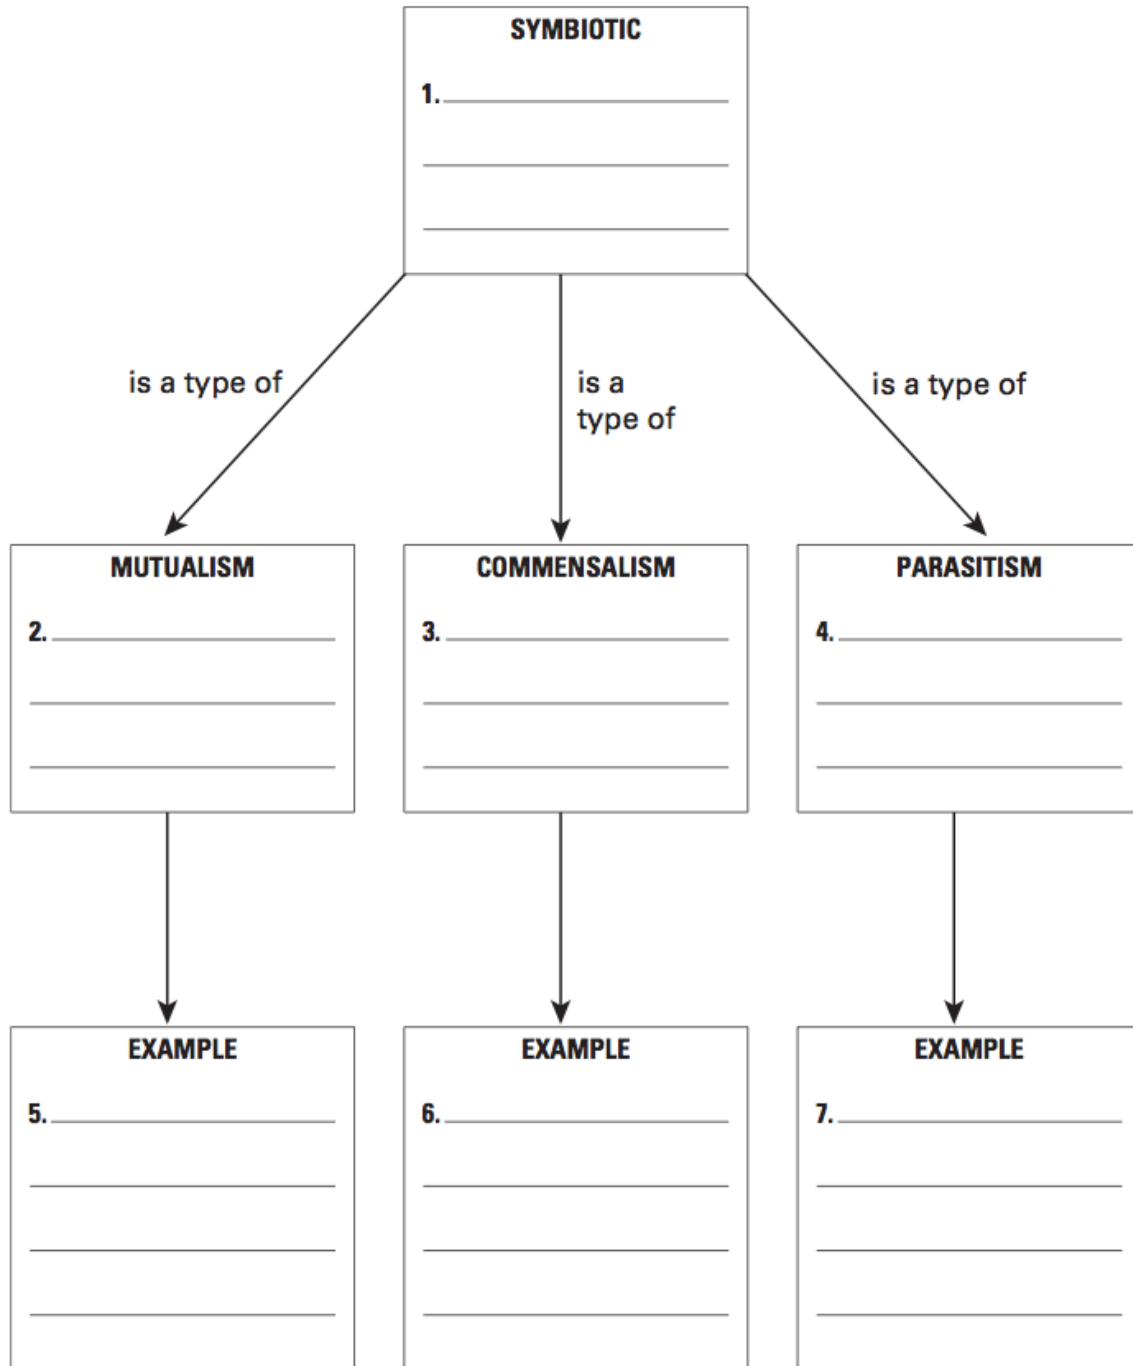 SYMBIOTIC
1.
is a type of
is a
type of
is a type of
MUTUALISM
2.
COMMENSALISM
3.
PARASITISM
4.
EXAMPLE
5.
EXAMPLE
6.
EXAMPLE
7.